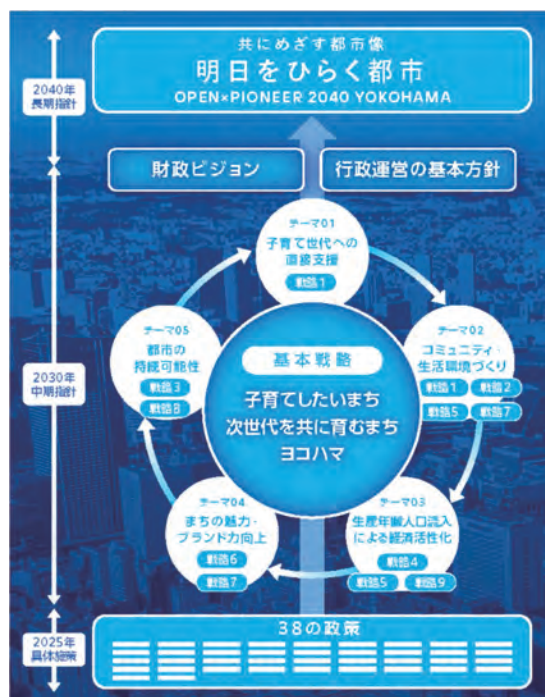 共にめざす都市像
明日をひらく都市
OPEN×PIONEER 2040 YOKOHAMA
2040年
長期指針
財政ビジョン
行政運営の基本方針
テーマ01
子育て世代への
直接支援
戦略1
テーマ05
都市の
持続可能性
戦略3
戦略8
テーマ02
コミュニティ・
生活環境づくり
戦略1 戦略2
戦略5 戦略7
基本戦略
子育てしたいまち
次世代を共に育むまち
ヨコハマ
2030年
中期指針
テーマ04
まちの魅力・
ブランド力向上
戦略6
戦略7
テーマ03
生産年齢人口流入
による経済活性化
戦略4
戦略5 戦略9
2025年
具体施策
38の政策